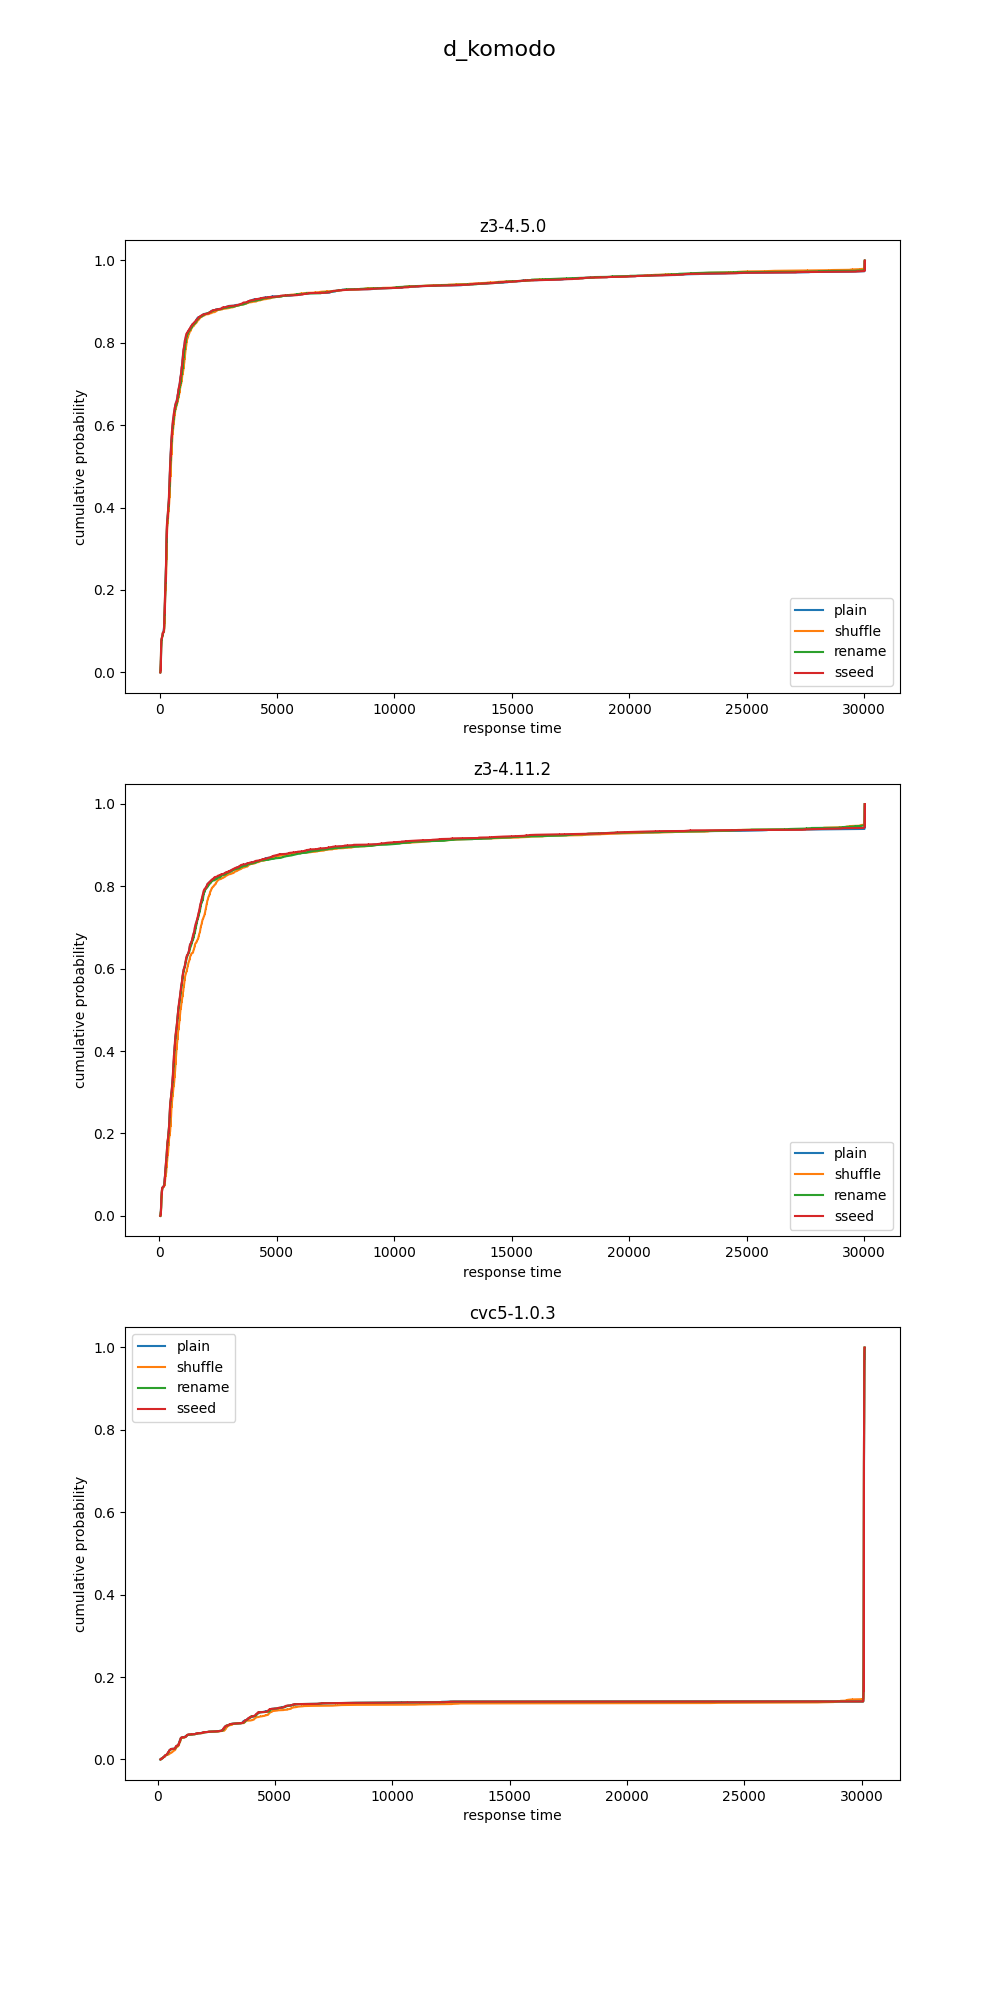 d_komodo
z3-4.5.0
1.0
0.8
0.6
0.4
0.2
0.0
cumulative probability
plain
shuffle
rename
sseed
0 5000 10000 15000 20000 25000 30000
response time
z3-4.11.2
1.0
0.8
0.6
0.4
0.2
0.0
cumulative probability
plain
shuffle
rename
sseed
0 5000 10000 15000 20000 25000 30000
response time
cvc5-1.0.3
plain
shuffle
rename
sseed
1.0
0.8
0.6
0.4
0.2
0.0
cumulative probability
0 5000 10000 15000 20000 25000 30000
response time